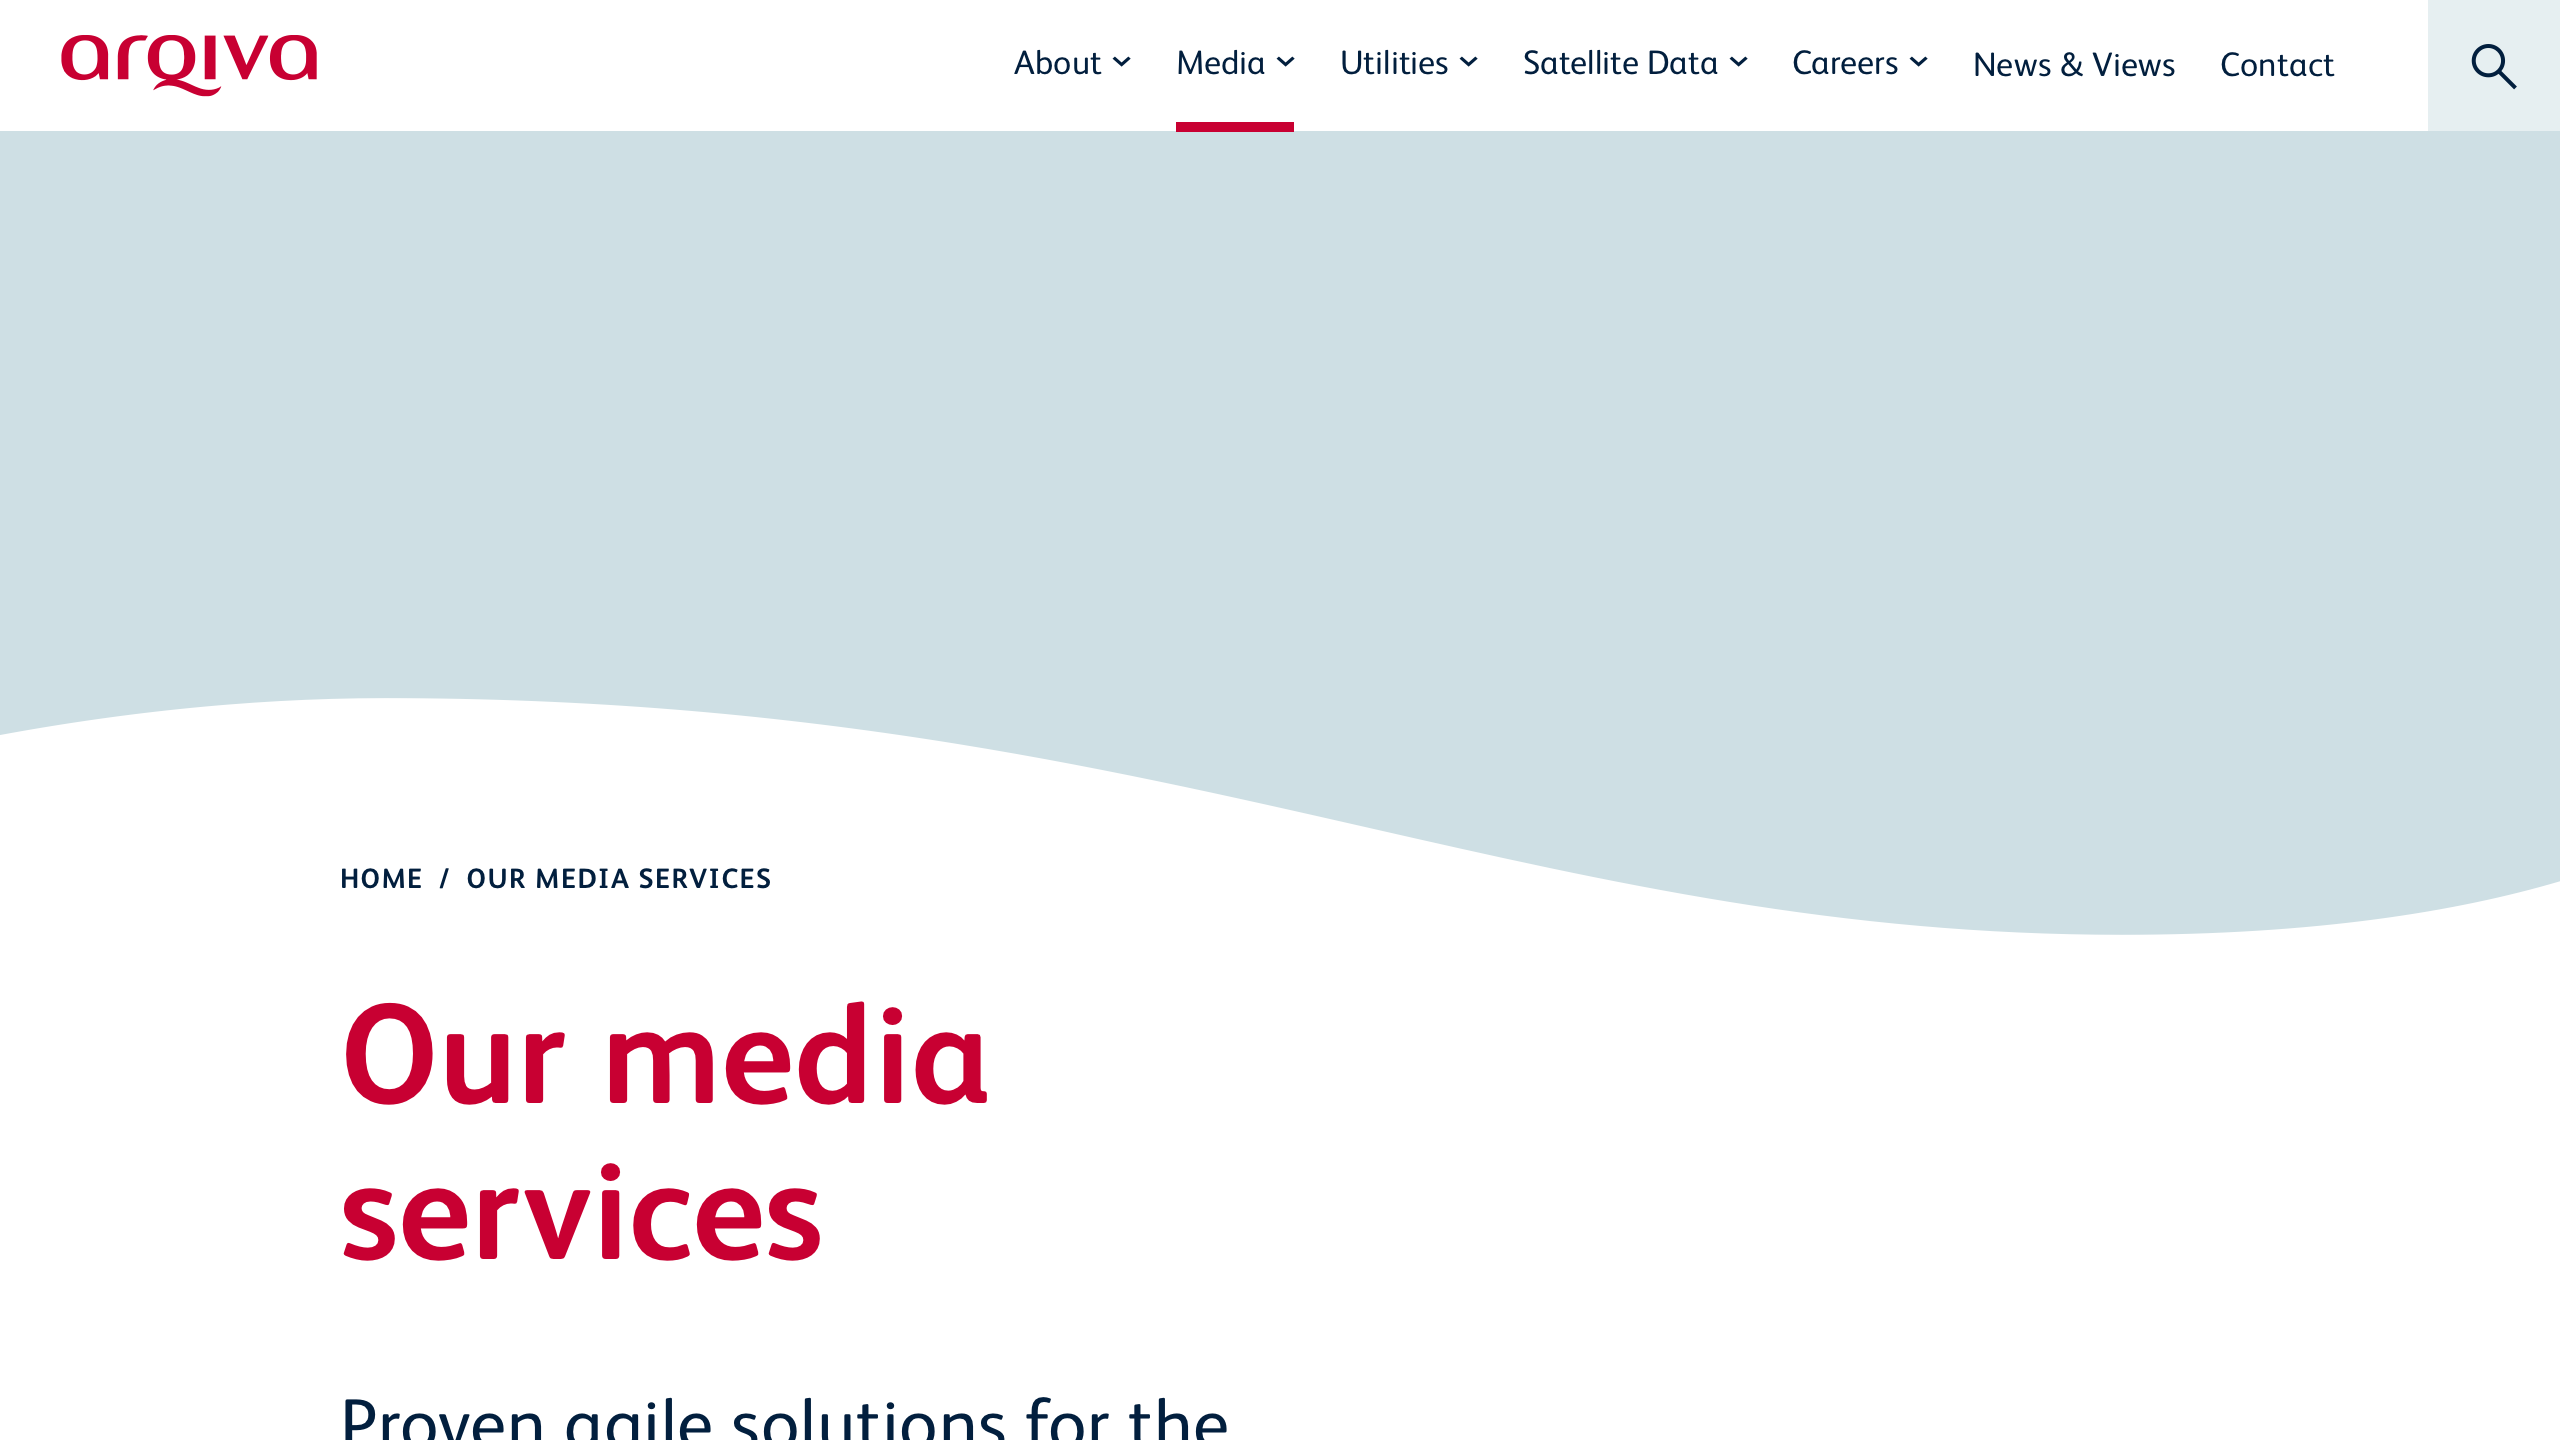 arqiva
About
Media
Utilities
Satellite Data
Careers
News & Views
Contact
HOME / OUR MEDIA SERVICES
Our media
services
Proven agile solutions for the